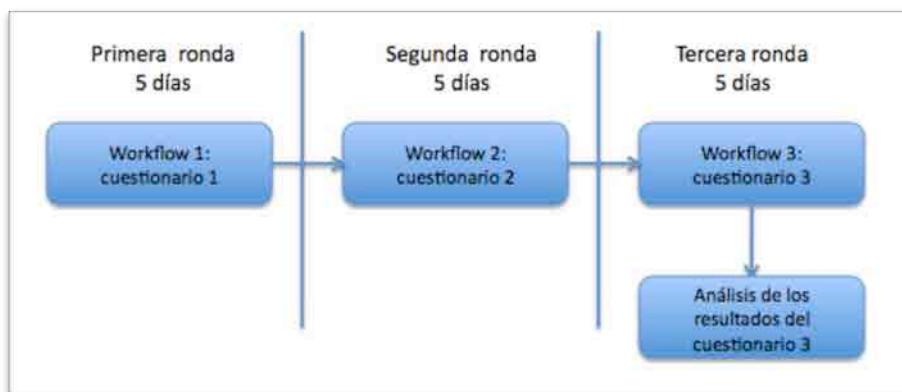 Primera ronda
5 días
Segunda ronda
5 días
Tercera ronda
5 días
Workflow 1:
cuestionario 1
Workflow 2:
cuestionario 2
Workflow 3:
cuestionario 3
Análisis de los
resultados del
cuestionario 3